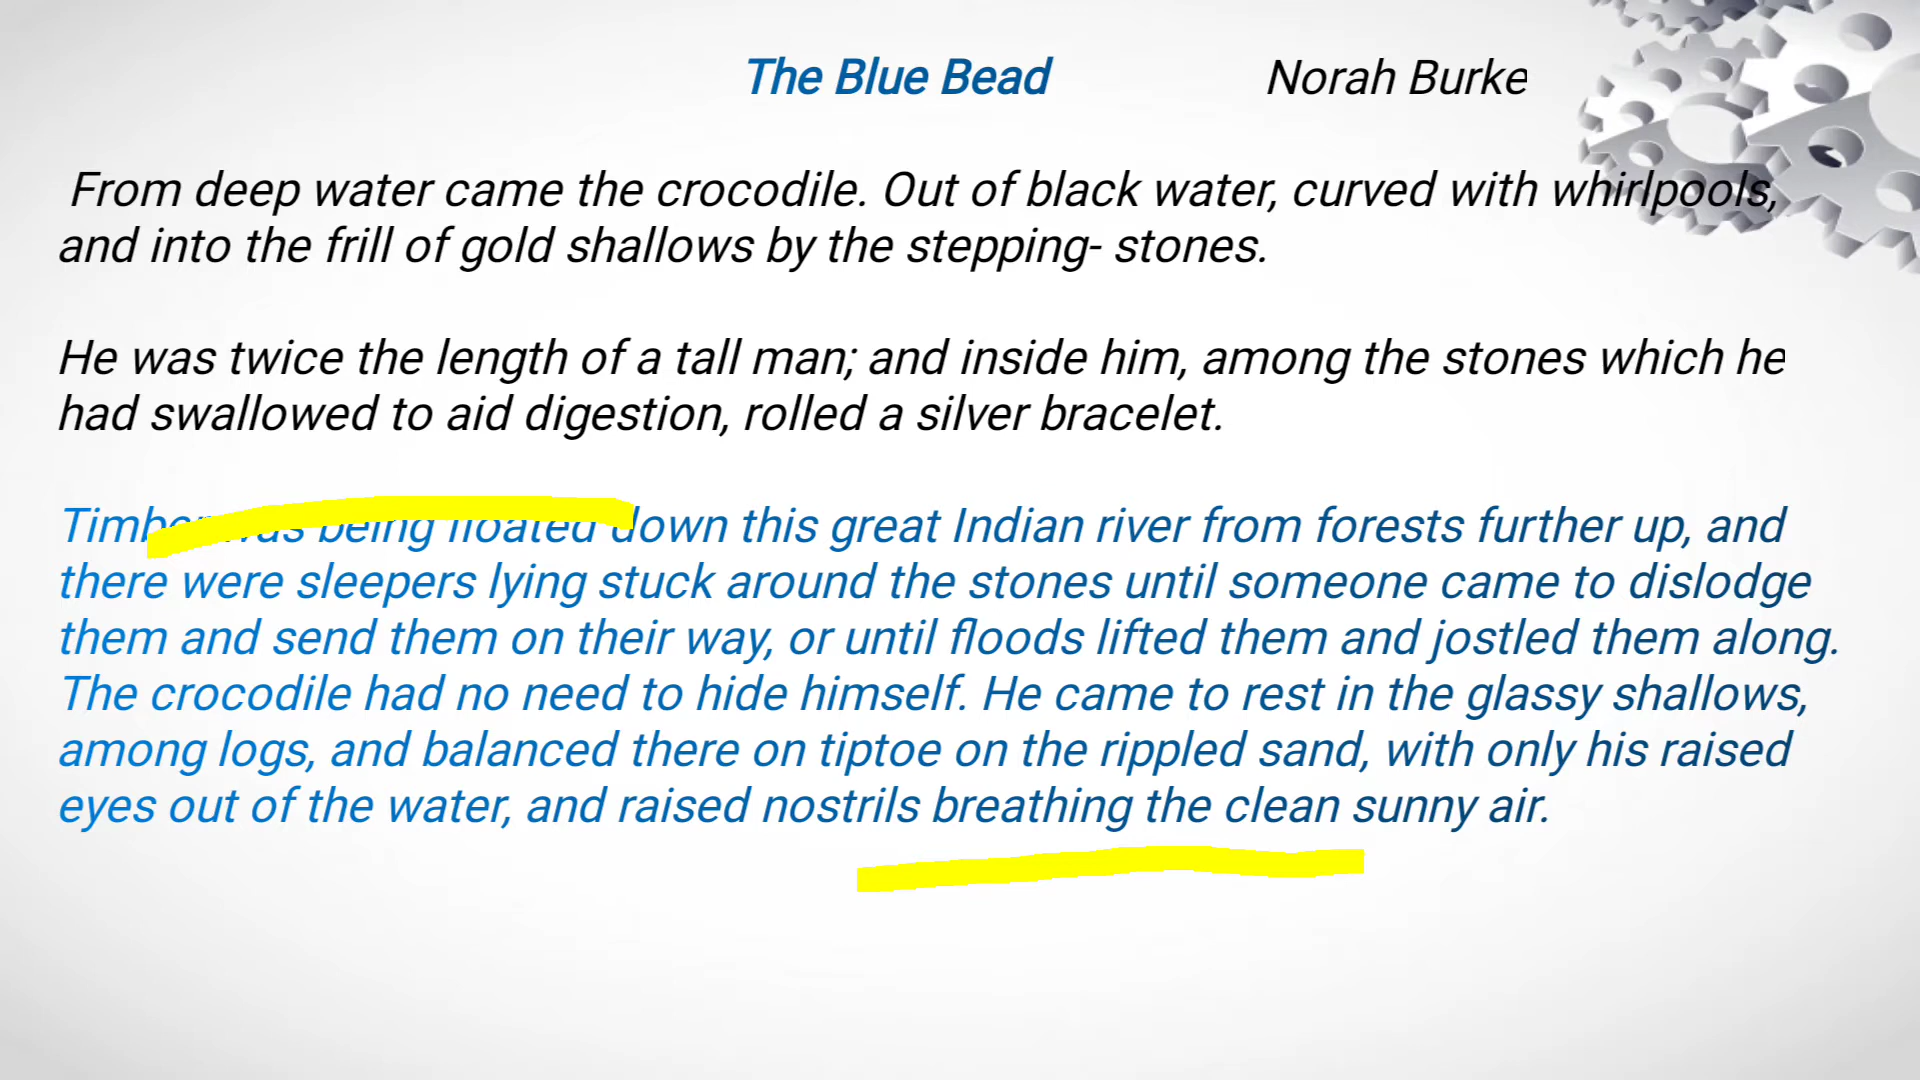 The Blue Bead Norah Burke
From deep water came the crocodile. Out of black water, curved with whirlpools,
and into the frill of gold shallows by the stepping- stones.
He was twice the length of a tall man; and inside him, among the stones which he
had swallowed to aid digestion, rolled a silver bracelet.
Timber was being floated down this great Indian river from forests further up, and
there were sleepers lying stuck around the stones until someone came to dislodge
them and send them on their way, or until floods lifted them and jostled them along.
The crocodile had no need to hide himself. He came to rest in the glassy shallows,
among logs, and balanced there on tiptoe on the rippled sand, with only his raised
eyes out of the water, and raised nostrils breathing the clean sunny air.